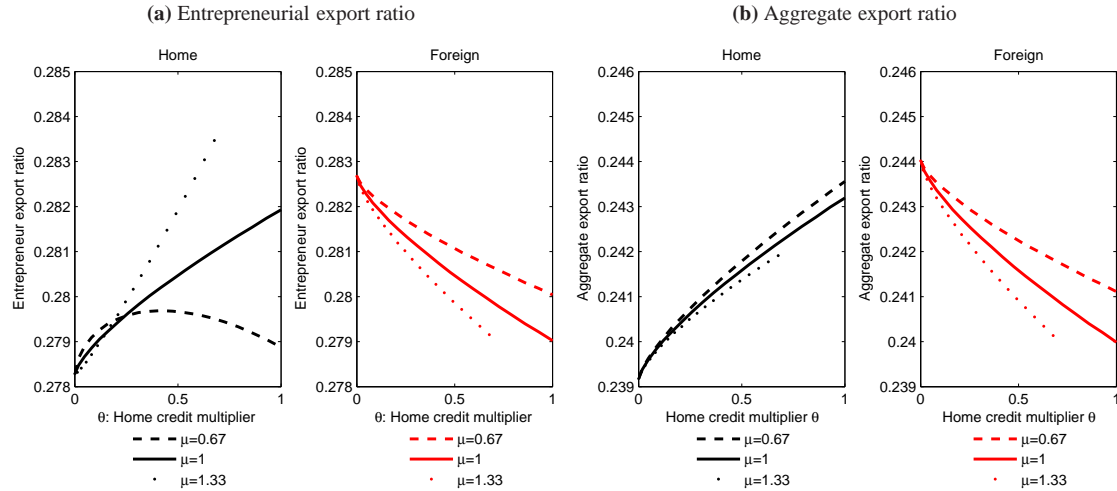 (a) Entrepreneurial export ratio
(b) Aggregate export ratio
Home
0.285
0.284
0.283
0.282
0.281
0.28
0.279
0.278
0 0.5 1
Entrepreneur export ratio
θ: Home credit multiplier
μ=0.67
μ=1
μ=1.33
Foreign
0.285
0.284
0.283
0.282
0.281
0.28
0.279
0.278
0 0.5 1
Entrepreneur export ratio
θ: Home credit multiplier
μ=0.67
μ=1
μ=1.33
Home
0.246
0.245
0.244
0.243
0.242
0.241
0.24
0.239
0 0.5 1
Aggregate export ratio
Home credit multiplier θ
μ=0.67
μ=1
μ=1.33
Foreign
0.246
0.245
0.244
0.243
0.242
0.241
0.24
0.239
0 0.5 1
Aggregate export ratio
Home credit multiplier θ
μ=0.67
μ=1
μ=1.33